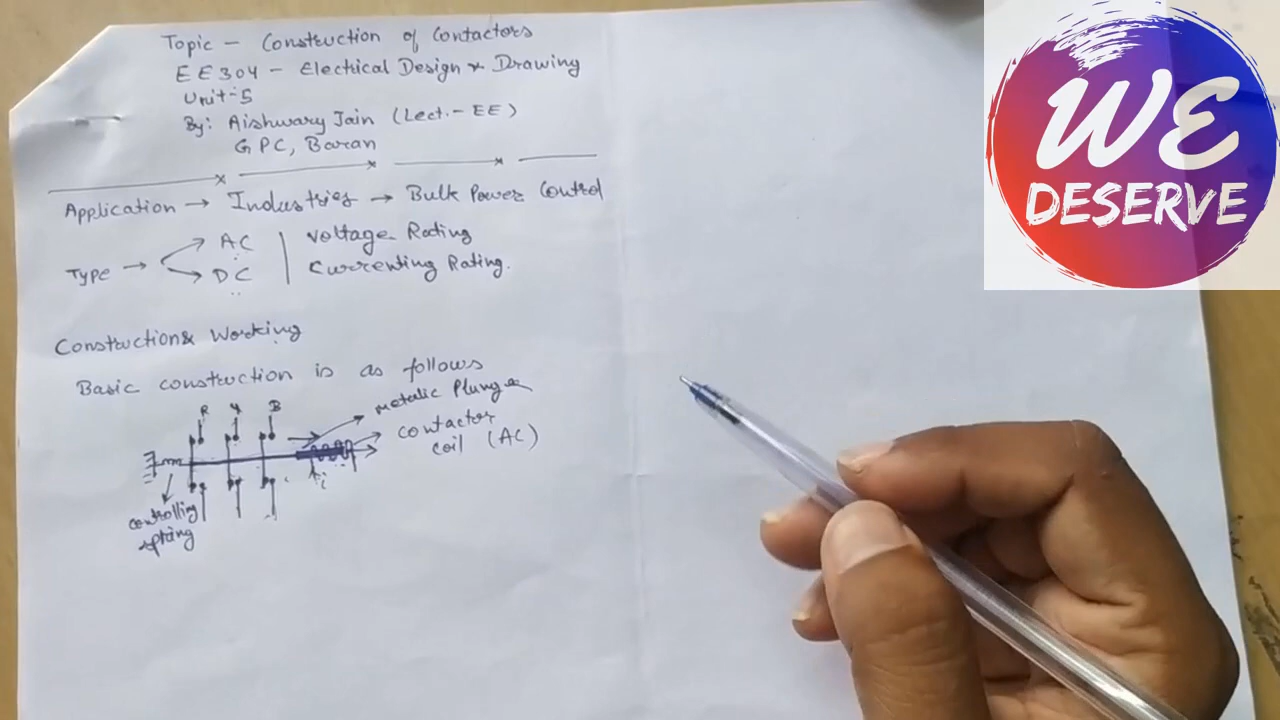 Topic - Construction of Contactors
EE304 - Electrical Design & Drawing
Unit-5
By: Aishwary Jain (Lect.- EE)
GPC, Baran
Application → Industries → Bulk Power Control
Type → AC
DC
Voltage Rating
Currenting Rating.
Construction & Working
Basic construction is as follows
R Y B
metalic Plunger
contactor
coil (AC)
i
controlling
spring
WE
DESERVE